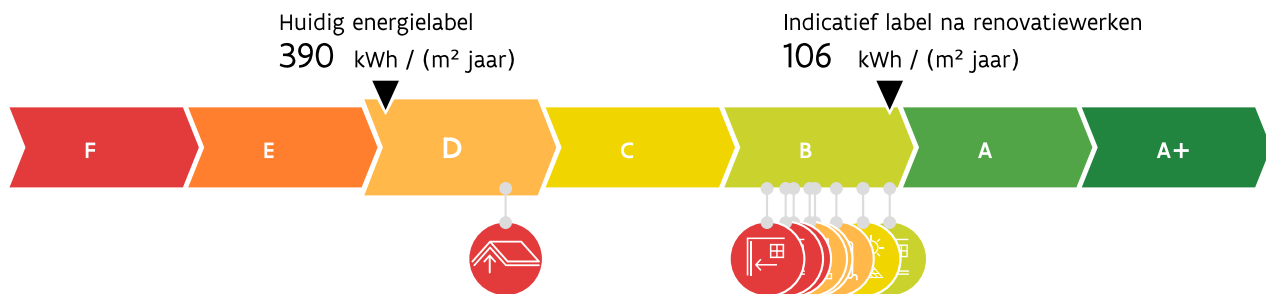 Huidig energielabel
390 kWh / (m² jaar)
Indicatief label na renovatiewerken
106 kWh / (m² jaar)
F
E
D
C
B
A
A+